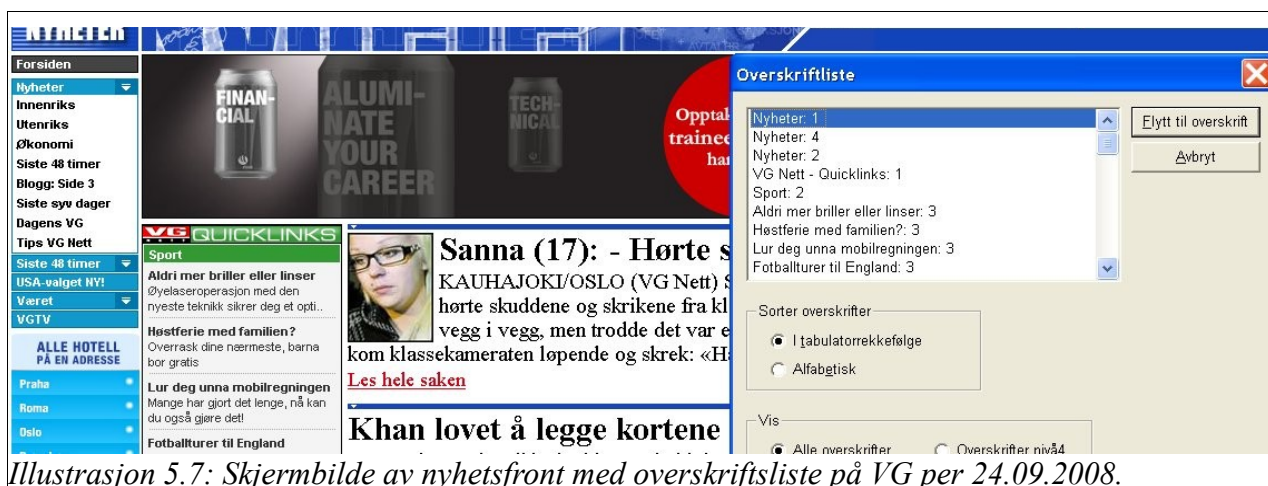 NYHETER
Forsiden
Nyheter
Innenriks
Utenriks
Økonomi
Siste 48 timer
Blogg: Side 3
Siste syv dager
Dagens VG
Tips VG Nett
Siste 48 timer
USA-valget NY!
Været
VGTV
ALLE HOTELL
PÅ EN ADRESSE
Praha
Roma
Oslo
FINAN-
CIAL
ALUMI-
NATE
YOUR
CAREER
TECH-
NICAL
VG QUICKLINKS
Sport
Aldri mer briller eller linser
Øyelaseroperasjon med den
nyeste teknikk sikrer deg et opti..
Høstferie med familien?
Overrask dine nærmeste, barna
bor gratis
Lur deg unna mobilregningen
Mange har gjort det lenge, nå kan
du også gjøre det!
Fotballturer til England
Sanna (17): - Hørte s
KAUHAJOKI/OSLO (VG Nett) S
hørte skuddene og skrikene fra kl
vegg i vegg, men trodde det var e
kom klassekameraten løpende og skrek: «Ha
Les hele saken
Khan lovet å legge kortene
Overskriftliste
Nyheter: 1
Nyheter: 4
Nyheter: 2
VG Nett - Quicklinks: 1
Sport: 2
Aldri mer briller eller linser: 3
Høstferie med familien?: 3
Lur deg unna mobilregningen: 3
Fotballturer til England: 3
Flytt til overskrift
Avbryt
Sorter overskrifter
I tabulatorrekkefølge
Alfabetisk
Vis
Alle overskrifter
Overskrifter nivå4
Illustrasjon 5.7: Skjermbilde av nyhetsfront med overskriftsliste på VG per 24.09.2008.